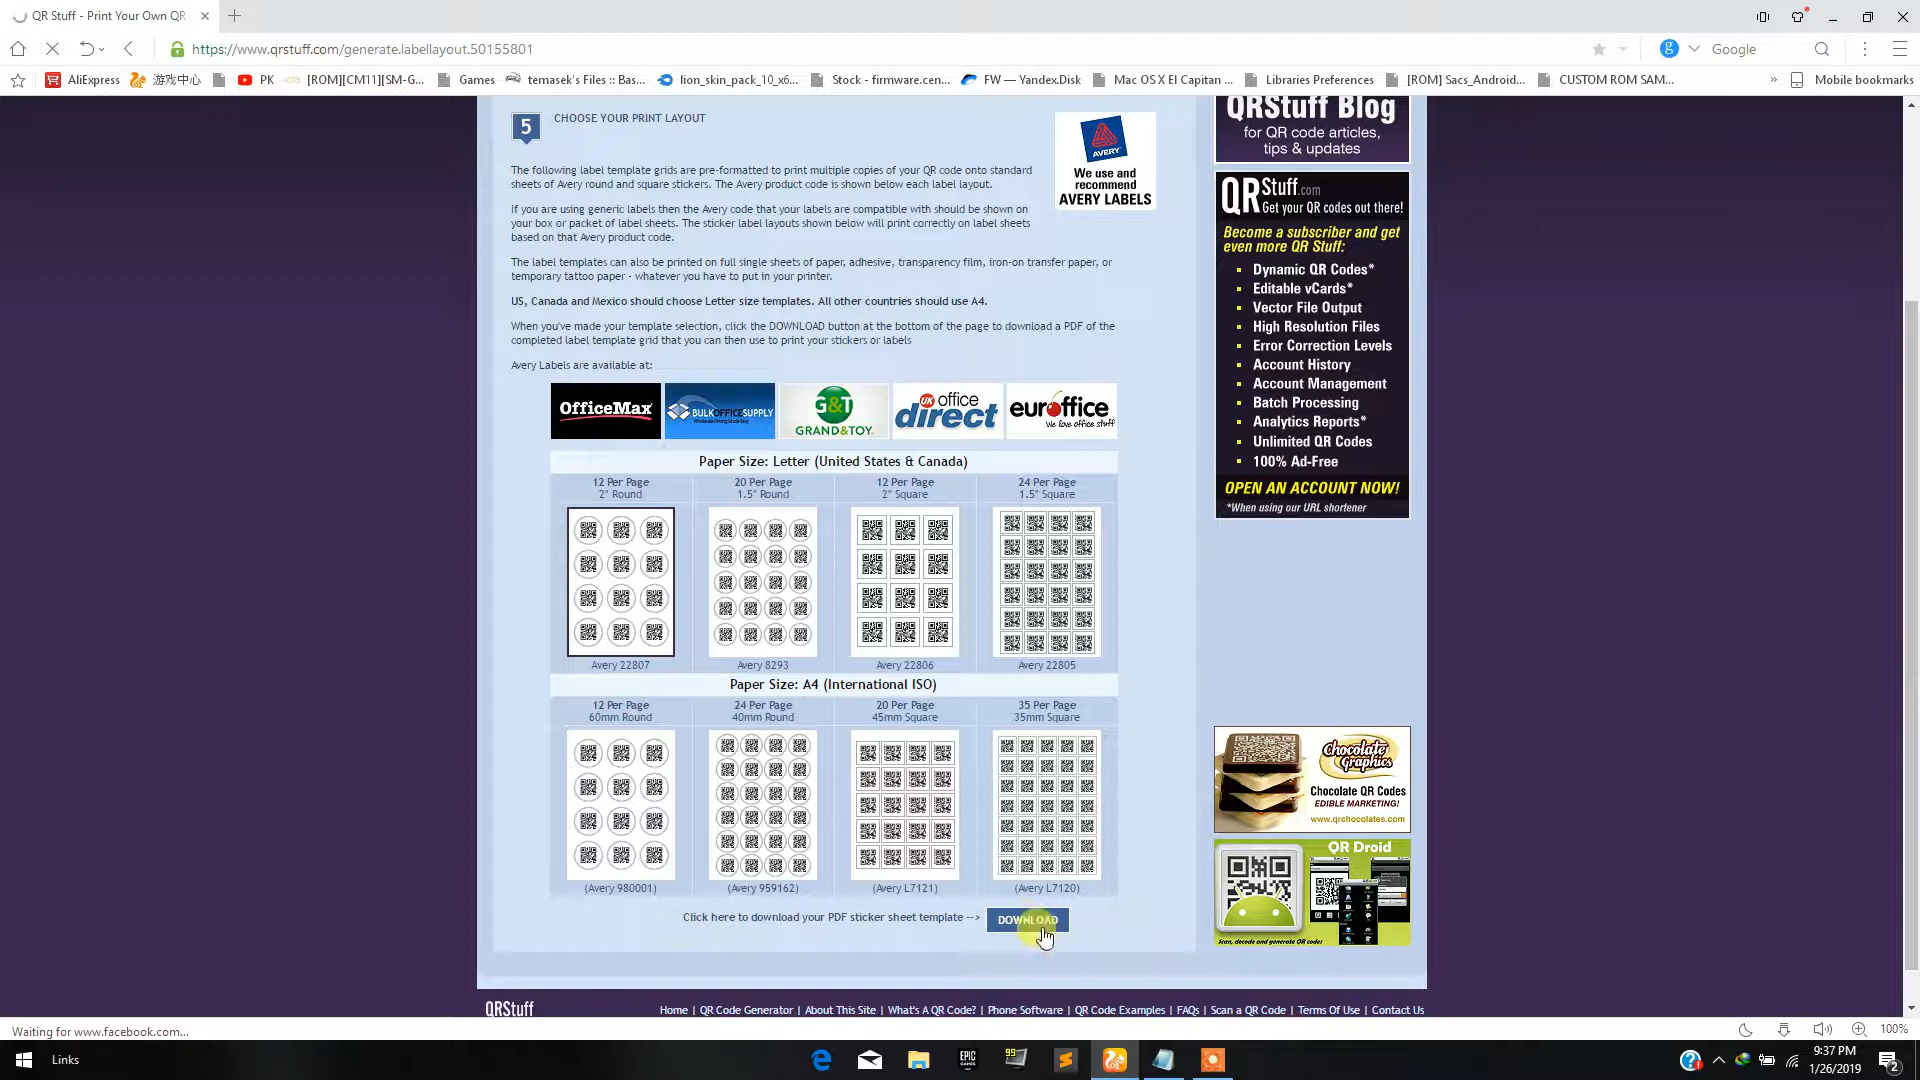 QR Stuff - Print Your Own QR
https://www.qrstuff.com/generate.labellayout.50155801
Google
AliExpress
游戏中心
PK
[ROM][CM11][SM-G...
Games
temasek's Files :: Bas...
lion_skin_pack_10_x6...
Stock - firmware.cen...
FW — Yandex.Disk
Mac OS X El Capitan ...
Libraries Preferences
[ROM] Sacs_Android...
CUSTOM ROM SAM...
»
Mobile bookmarks
5
CHOOSE YOUR PRINT LAYOUT
AVERY
We use and
recommend
AVERY LABELS
The following label template grids are pre-formatted to print multiple copies of your QR code onto standard
sheets of Avery round and square stickers. The Avery product code is shown below each label layout.
If you are using generic labels then the Avery code that your labels are compatible with should be shown on
your box or packet of label sheets. The sticker label layouts shown below will print correctly on label sheets
based on that Avery product code.
The label templates can also be printed on full single sheets of paper, adhesive, transparency film, iron-on transfer paper, or
temporary tattoo paper - whatever you have to put in your printer.
US, Canada and Mexico should choose Letter size templates. All other countries should use A4.
When you've made your template selection, click the DOWNLOAD button at the bottom of the page to download a PDF of the
completed label template grid that you can then use to print your stickers or labels
Avery Labels are available at:
OfficeMax
BULKOFFICESUPPLY
Wholesale Pricing Made Easy
G&T
GRAND&TOY
UK office
direct
euroffice
We love office stuff
Paper Size: Letter (United States & Canada)
12 Per Page
2" Round
20 Per Page
1.5" Round
12 Per Page
2" Square
24 Per Page
1.5" Square
Avery 22807
Avery 8293
Avery 22806
Avery 22805
Paper Size: A4 (International ISO)
12 Per Page
60mm Round
24 Per Page
40mm Round
20 Per Page
45mm Square
35 Per Page
35mm Square
(Avery 980001)
(Avery 959162)
(Avery L7121)
(Avery L7120)
Click here to download your PDF sticker sheet template -->
DOWNLOAD
QRStuff Blog
for QR code articles,
tips & updates
QRStuff.com
Get your QR codes out there!
Become a subscriber and get
even more QR Stuff:
Dynamic QR Codes*
Editable vCards*
Vector File Output
High Resolution Files
Error Correction Levels
Account History
Account Management
Batch Processing
Analytics Reports*
Unlimited QR Codes
100% Ad-Free
OPEN AN ACCOUNT NOW!
*When using our URL shortener
Chocolate
Graphics
Chocolate QR Codes
EDIBLE MARKETING!
www.qrchocolates.com
QR Droid
Scan, decode and generate QR codes
QRStuff
Home | QR Code Generator | About This Site | What's A QR Code? | Phone Software | QR Code Examples | FAQs | Scan a QR Code | Terms Of Use | Contact Us
Waiting for www.facebook.com...
100%
Links
EPIC
GAMES
99
9:37 PM
1/26/2019
2